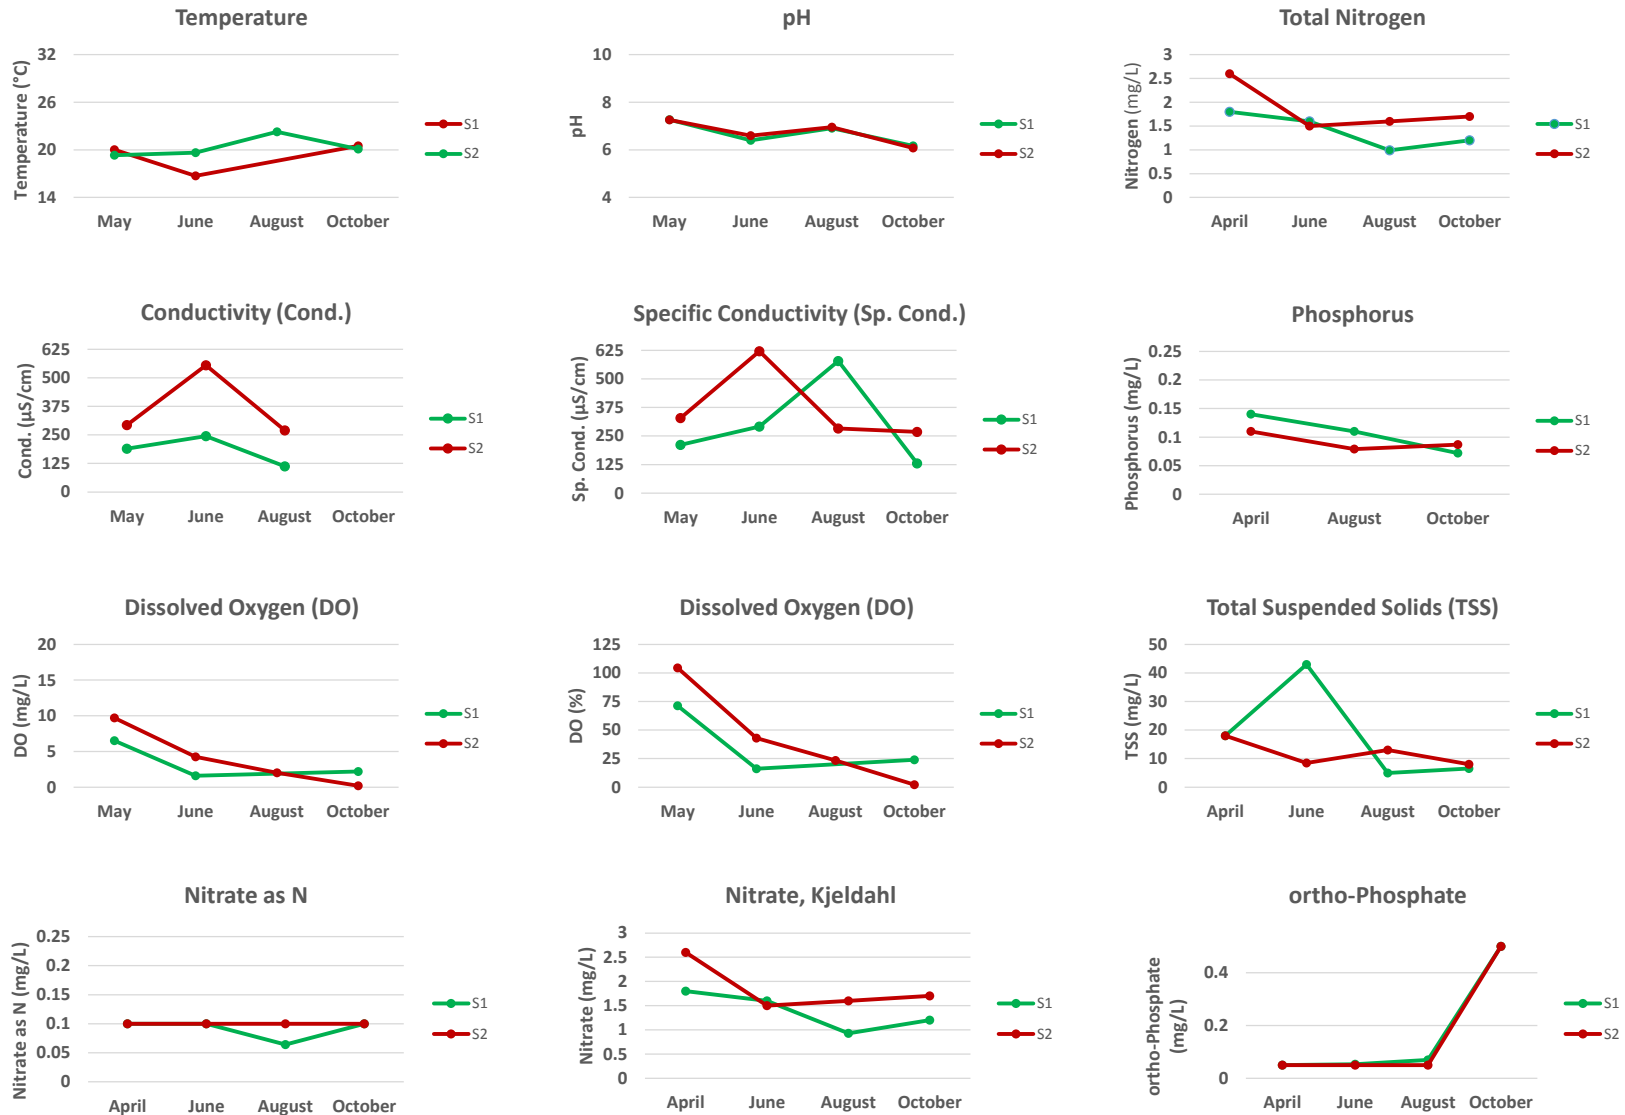 Temperature
Temperature (°C)
32
26
20
14
May June August October
S1
S2
pH
pH
10
8
6
4
May June August October
S1
S2
Total Nitrogen
Nitrogen (mg/L)
3
2.5
2
1.5
1
0.5
0
April June August October
S1
S2
Conductivity (Cond.)
Cond. (µS/cm)
625
500
375
250
125
0
May June August October
S1
S2
Specific Conductivity (Sp. Cond.)
Sp. Cond. (µS/cm)
625
500
375
250
125
0
May June August October
S1
S2
Phosphorus
Phosphorus (mg/L)
0.25
0.2
0.15
0.1
0.05
0
April August October
S1
S2
Dissolved Oxygen (DO)
DO (mg/L)
20
15
10
5
0
May June August October
S1
S2
Dissolved Oxygen (DO)
DO (%)
125
100
75
50
25
0
May June August October
S1
S2
Total Suspended Solids (TSS)
TSS (mg/L)
50
40
30
20
10
0
April June August October
S1
S2
Nitrate as N
Nitrate as N (mg/L)
0.25
0.2
0.15
0.1
0.05
0
April June August October
S1
S2
Nitrate, Kjeldahl
Nitrate (mg/L)
3
2.5
2
1.5
1
0.5
0
April June August October
S1
S2
ortho-Phosphate
ortho-Phosphate
(mg/L)
0.4
0.2
0
April June August October
S1
S2